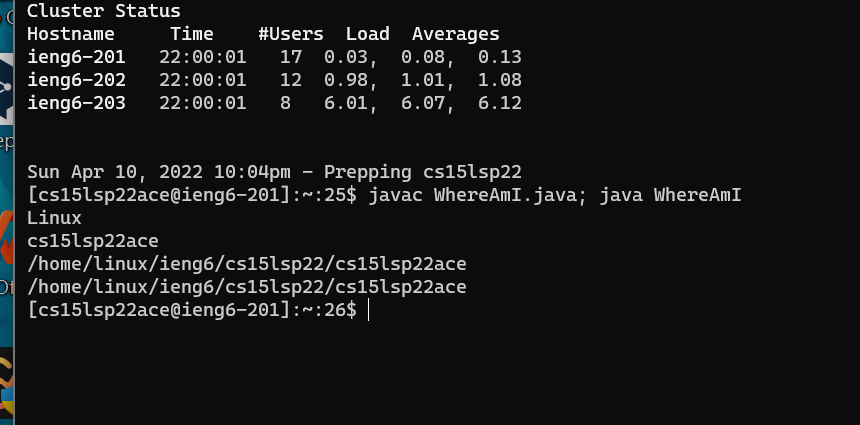 Cluster Status
Hostname     Time    #Users  Load  Averages
ieng6-201   22:00:01   17  0.03,  0.08,  0.13
ieng6-202   22:00:01   12  0.98,  1.01,  1.08
ieng6-203   22:00:01   8   6.01,  6.07,  6.12
Sun Apr 10, 2022 10:04pm - Prepping cs15lsp22
[cs15lsp22ace@ieng6-201]:~:25$ javac WhereAmI.java; java WhereAmI
Linux
cs15lsp22ace
/home/linux/ieng6/cs15lsp22/cs15lsp22ace
/home/linux/ieng6/cs15lsp22/cs15lsp22ace
[cs15lsp22ace@ieng6-201]:~:26$